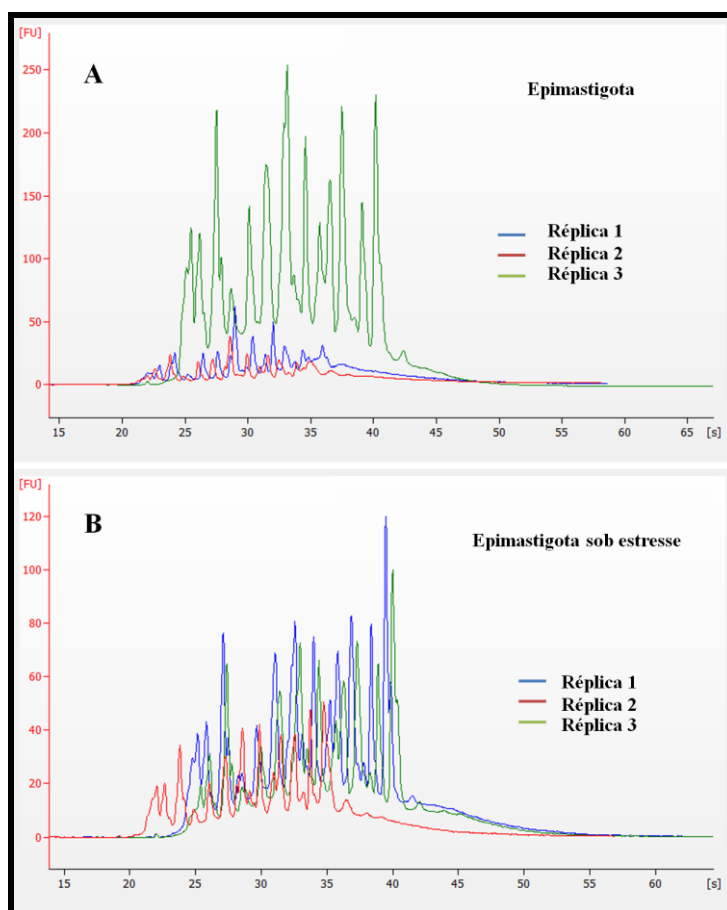 [FU]
A
Epimastigota
250
200
150
100
50
0
Réplica 1
Réplica 2
Réplica 3
15 20 25 30 35 40 45 50 55 60 65 [s]
[FU]
B
Epimastigota sob estresse
120
100
80
60
40
20
0
Réplica 1
Réplica 2
Réplica 3
15 20 25 30 35 40 45 50 55 60 [s]